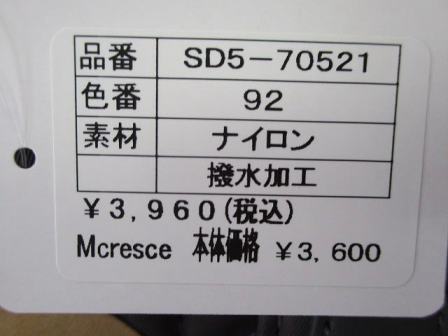 品番 SD5-70521
色番 92
素材 ナイロン
撥水加工
¥3,960(税込)
Mcresce 本体価格 ¥3,600